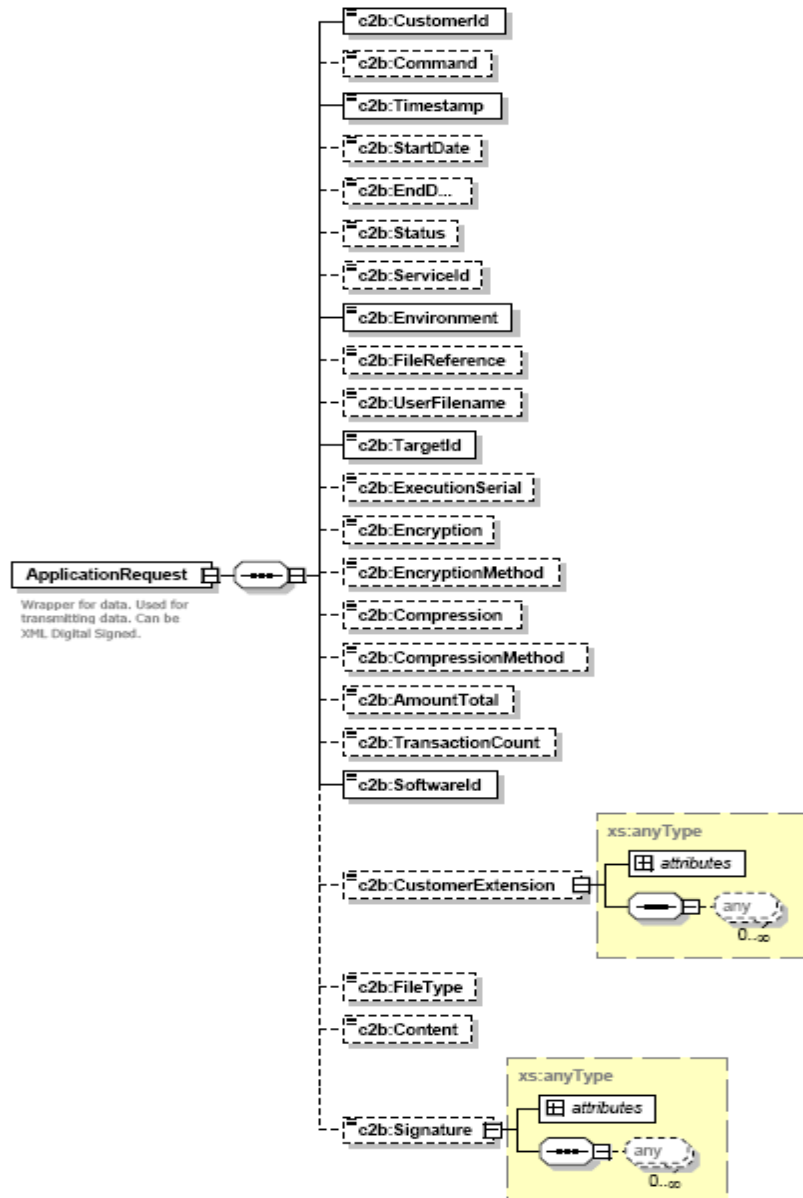 c2b:CustomerId
c2b:Command
c2b:Timestamp
c2b:StartDate
c2b:EndD...
c2b:Status
c2b:ServiceId
c2b:Environment
c2b:FileReference
c2b:UserFilename
c2b:TargetId
c2b:ExecutionSerial
c2b:Encryption
c2b:EncryptionMethod
ApplicationRequest
Wrapper for data. Used for
transmitting data. Can be
XML Digital Signed.
c2b:Compression
c2b:CompressionMethod
c2b:AmountTotal
c2b:TransactionCount
c2b:SoftwareId
xs:anyType
attributes
c2b:CustomerExtension
any
0..∞
c2b:FileType
c2b:Content
xs:anyType
attributes
c2b:Signature
any
0..∞